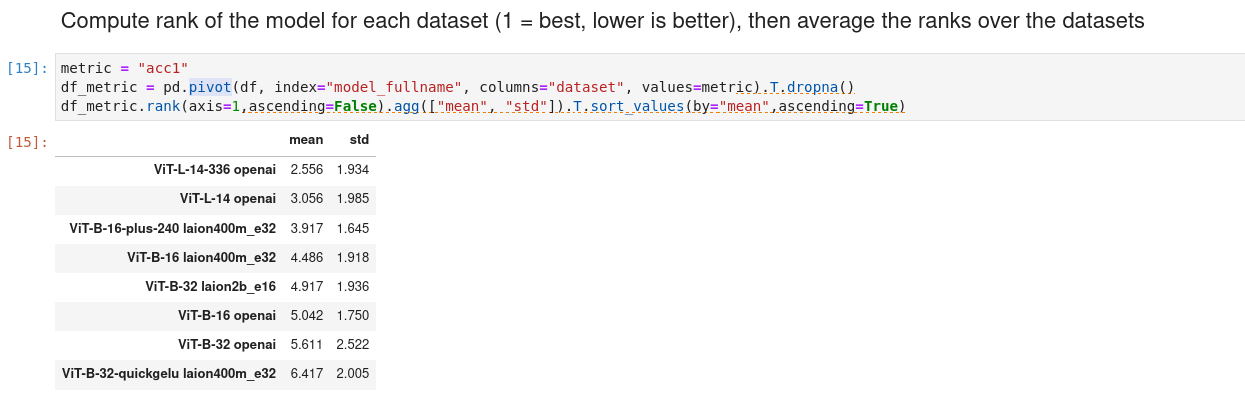 Compute rank of the model for each dataset (1 = best, lower is better), then average the ranks over the datasets
[15]: metric = "acc1"
df_metric = pd.pivot(df, index="model_fullname", columns="dataset", values=metric).T.dropna()
df_metric.rank(axis=1,ascending=False).agg(["mean", "std"]).T.sort_values(by="mean",ascending=True)
[15]:
mean std
ViT-L-14-336 openai 2.556 1.934
ViT-L-14 openai 3.056 1.985
ViT-B-16-plus-240 laion400m_e32 3.917 1.645
ViT-B-16 laion400m_e32 4.486 1.918
ViT-B-32 laion2b_e16 4.917 1.936
ViT-B-16 openai 5.042 1.750
ViT-B-32 openai 5.611 2.522
ViT-B-32-quickgelu laion400m_e32 6.417 2.005